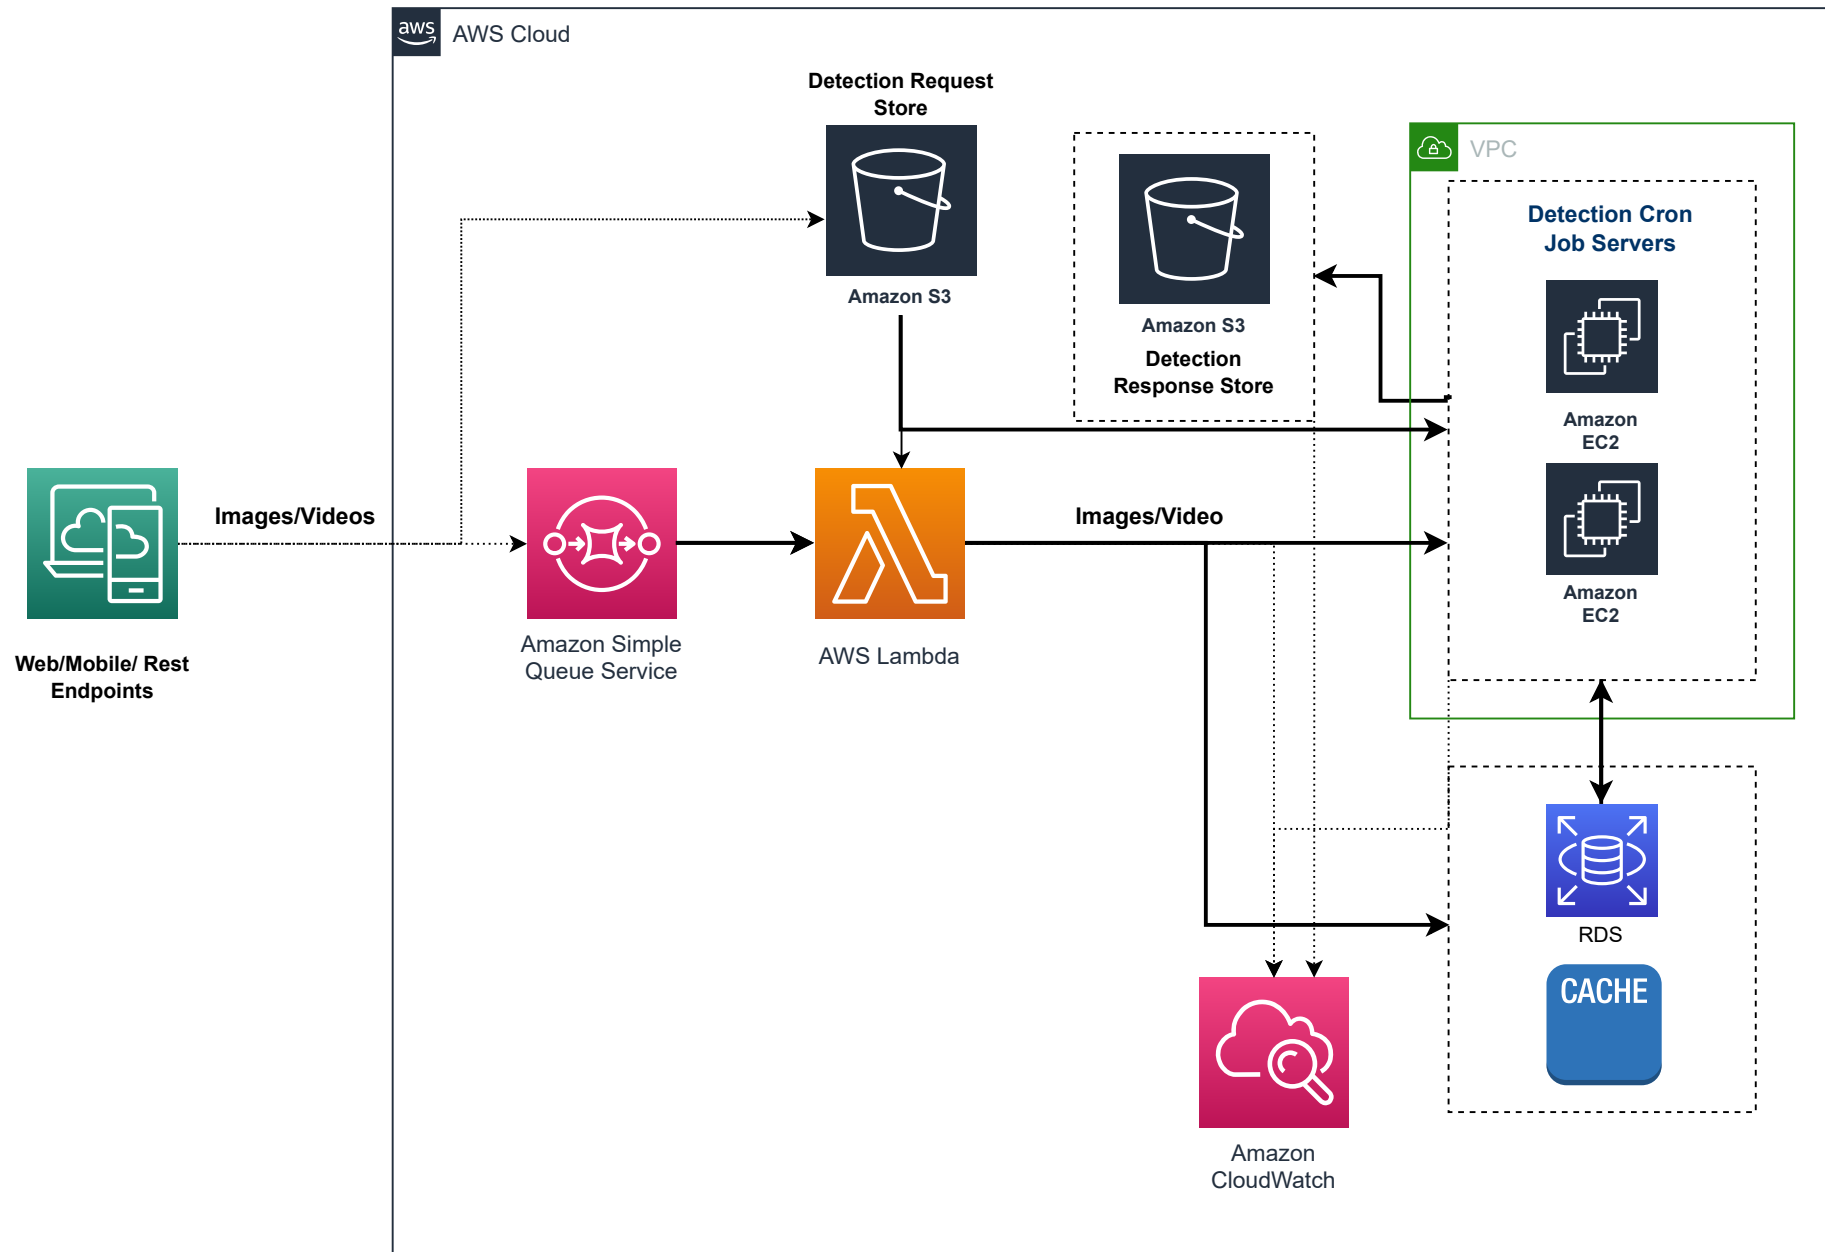 aws
AWS Cloud
Detection Request
Store
Amazon S3
Amazon S3
Detection
Response Store
VPC
Detection Cron
Job Servers
Amazon
EC2
Amazon
EC2
Images/Videos
Web/Mobile/ Rest
Endpoints
Amazon Simple
Queue Service
AWS Lambda
Images/Video
RDS
CACHE
Amazon
CloudWatch